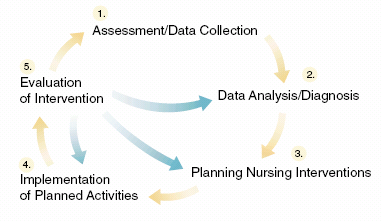 1.
Assessment/Data Collection
2.
Data Analysis/Diagnosis
3.
Planning Nursing Interventions
4.
Implementation
of Planned Activities
5.
Evaluation
of Intervention